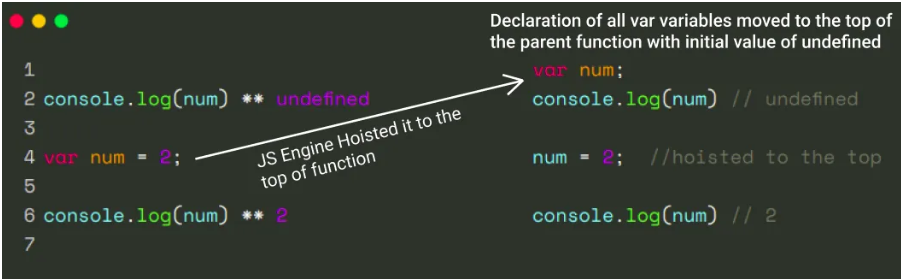 Declaration of all var variables moved to the top of
the parent function with initial value of undefined
1
2 console.log(num) ** undefined
3
4 var num = 2;
5
6 console.log(num) ** 2
7
JS Engine Hoisted it to the
top of function
var num;
console.log(num) // undefined
num = 2;  //hoisted to the top
console.log(num) // 2